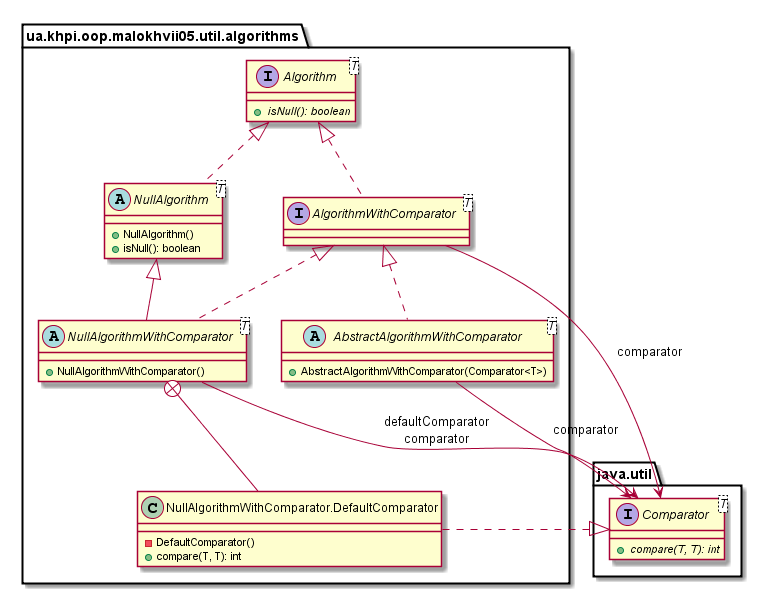 ua.khpi.oop.malokhvii05.util.algorithms
I Algorithm T
isNull(): boolean
A NullAlgorithm T
NullAlgorithm()
isNull(): boolean
I AlgorithmWithComparator T
A NullAlgorithmWithComparator T
NullAlgorithmWithComparator()
A AbstractAlgorithmWithComparator T
AbstractAlgorithmWithComparator(Comparator<T>)
comparator
defaultComparator
comparator
comparator
java.util
C NullAlgorithmWithComparator.DefaultComparator
DefaultComparator()
compare(T, T): int
I Comparator T
compare(T, T): int